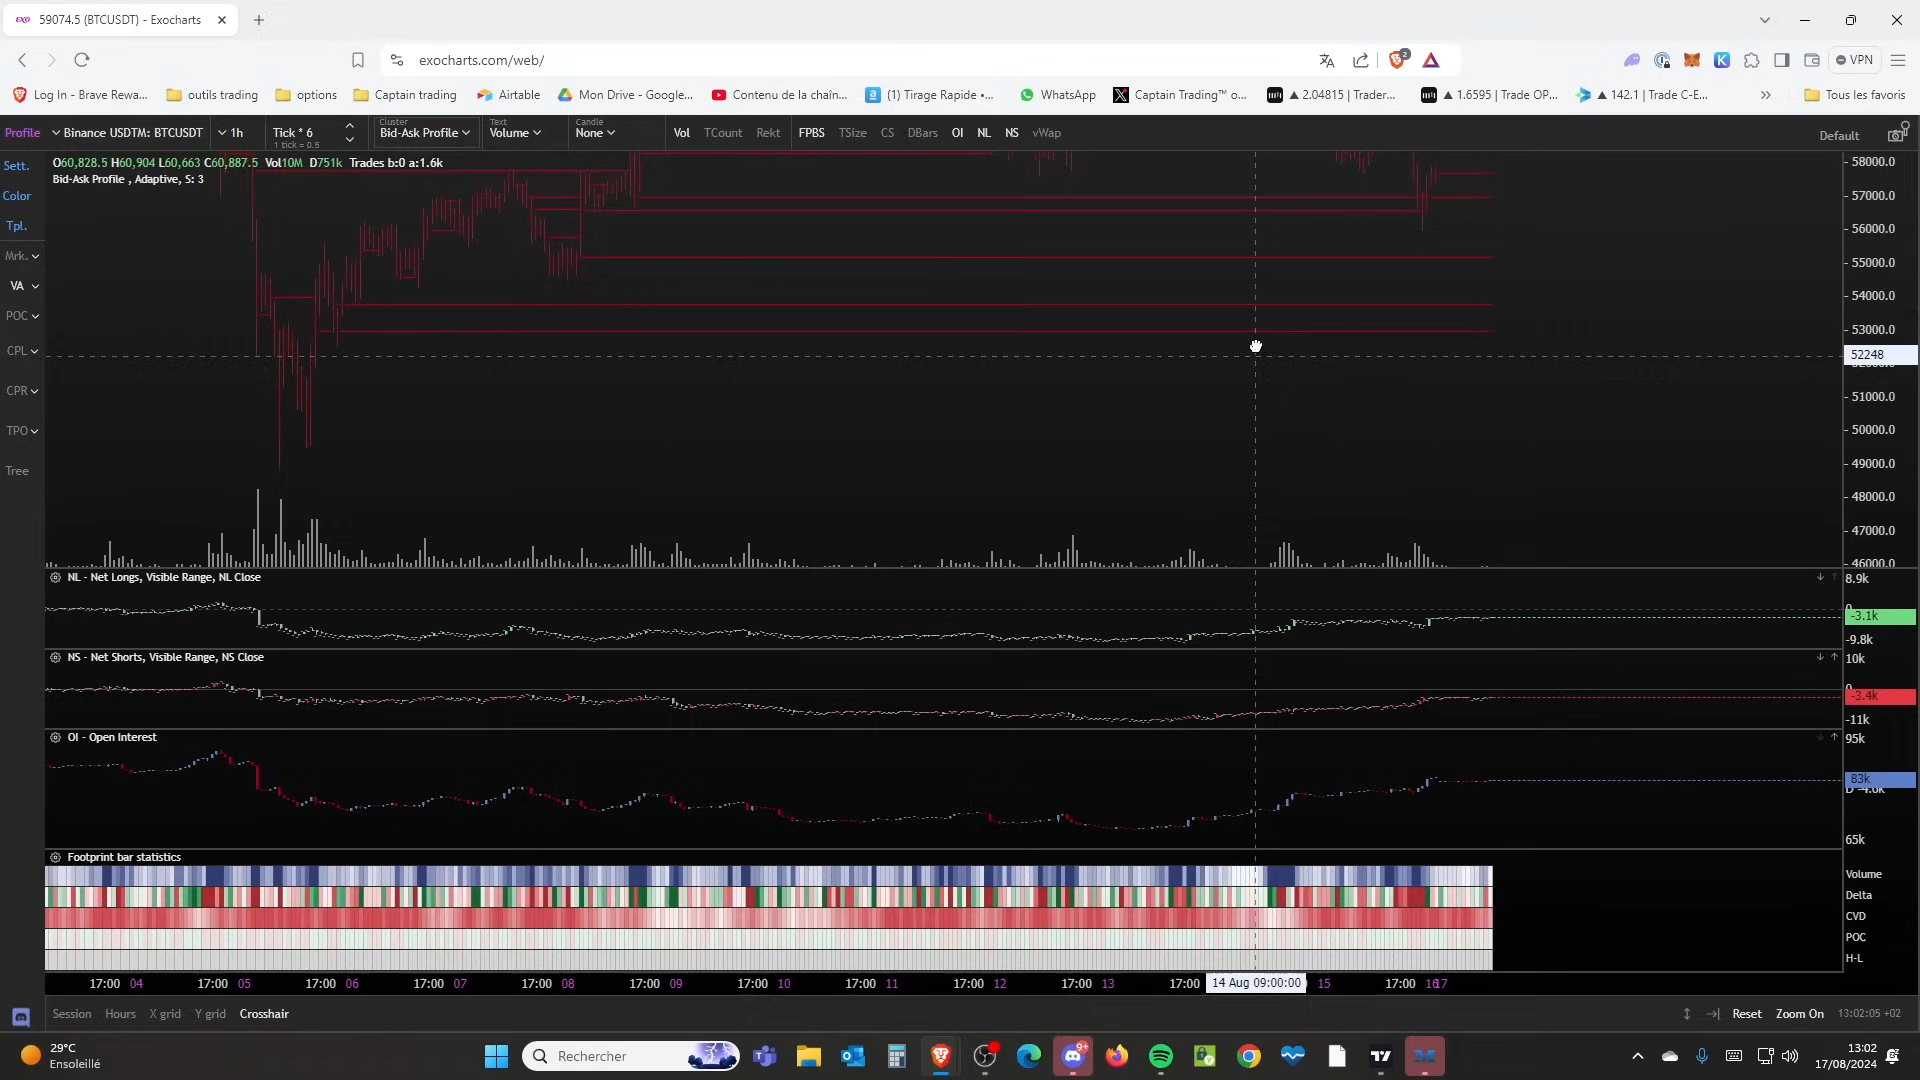 59074.5 (BTCUSDT) - Exocharts
exocharts.com/web/
2
VPN
Log In - Brave Rewa...
outils trading
options
Captain trading
Airtable
Mon Drive - Google...
Contenu de la chaîn...
(1) Tirage Rapide •...
WhatsApp
Captain Trading™ o...
▲ 2.04815 | Trader...
▲ 1.6595 | Trade OP...
▲ 142.1 | Trade C-E...
Tous les favoris
Profile
Binance USDTM: BTCUSDT
1h
Tick * 6
1 tick = 0.5
Cluster
Bid-Ask Profile
Text
Volume
Candle
None
Vol
TCount
Rekt
FPBS
TSize
CS
DBars
OI
NL
NS
vWap
Default
Sett.
Color
Tpl.
Mrk.
VA
POC
CPL
CPR
TPO
Tree
O60,828.5 H60,904 L60,663 C60,887.5 Vol10M D751k Trades b:0 a:1.6k
Bid-Ask Profile , Adaptive, S: 3
58000.0
57000.0
56000.0
55000.0
54000.0
53000.0
52248
51000.0
50000.0
49000.0
48000.0
47000.0
46000.0
NL - Net Longs, Visible Range, NL Close
8.9k
0
-3.1k
-9.8k
NS - Net Shorts, Visible Range, NS Close
10k
0
-3.4k
-11k
OI - Open Interest
95k
83k
D -4.6k
65k
Footprint bar statistics
Volume
Delta
CVD
POC
H-L
17:00 04 17:00 05 17:00 06 17:00 07 17:00 08 17:00 09 17:00 10 17:00 11 17:00 12 17:00 13 17:00 14 Aug 09:00:00 15 17:00 16 17
Session
Hours
X grid
Y grid
Crosshair
Reset
Zoom On
13:02:05 +02
29°C
Ensoleillé
Rechercher
9+
13:02
17/08/2024